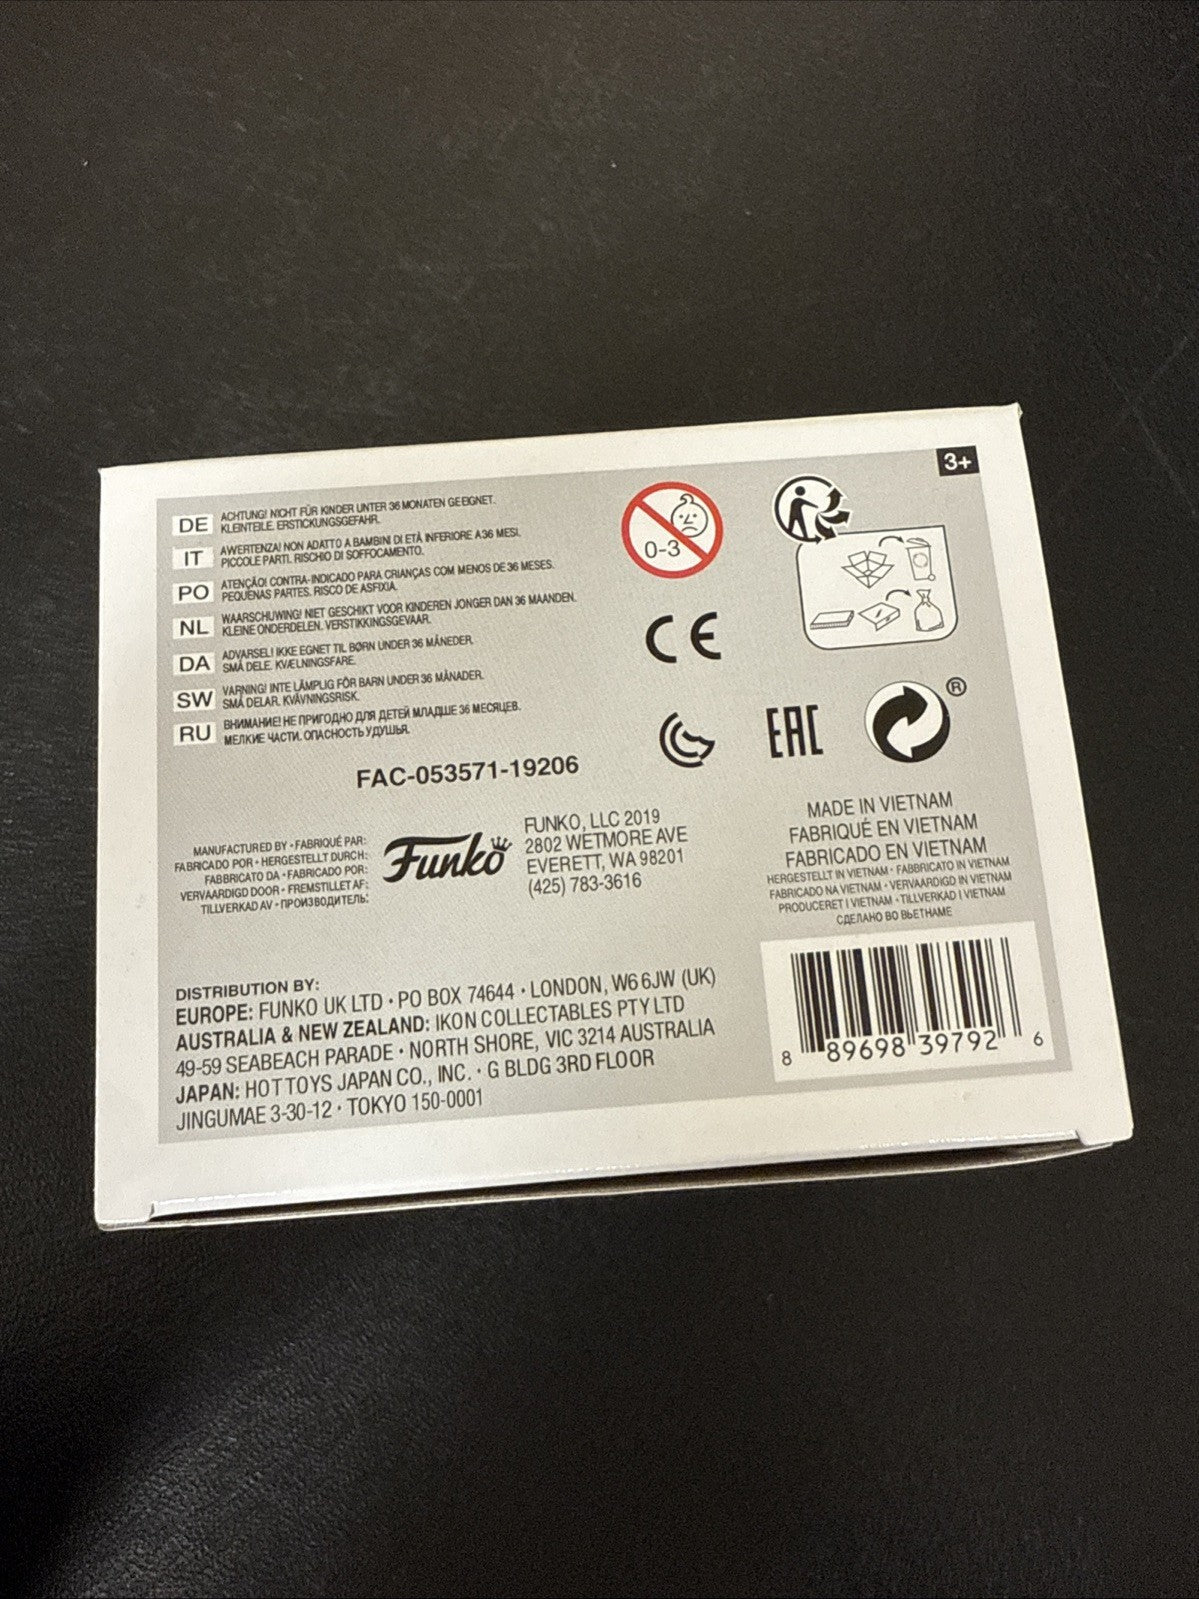 3+
DE ACHTUNG! NICHT FÜR KINDER UNTER 36 MONATEN GEEIGNET.
KLEINTEILE. ERSTICKUNGSGEFAHR.
IT AWERTENZA! NON ADATTO A BAMBINI DI ETÀ INFERIORE A 36 MESI.
PICCOLE PARTI. RISCHIO DI SOFFOCAMENTO.
PO ATENÇÃO! CONTRA-INDICADO PARA CRIANÇAS COM MENOS DE 36 MESES.
PEQUENAS PARTES. RISCO DE ASFIXIA.
NL WAARSCHUWING! NIET GESCHIKT VOOR KINDEREN JONGER DAN 36 MAANDEN.
KLEINE ONDERDELEN. VERSTIKKINGSGEVAAR.
DA ADVARSEL! IKKE EGNET TIL BØRN UNDER 36 MÅNEDER.
SMÅ DELE. KVÆLNINGSFARE.
SW VARNING! INTE LÄMPLIG FÖR BARN UNDER 36 MÅNADER.
SMÅ DELAR. KVÄVNINGSRISK.
RU ВНИМАНИЕ! НЕ ПРИГОДНО ДЛЯ ДЕТЕЙ МЛАДШЕ 36 МЕСЯЦЕВ.
МЕЛКИЕ ЧАСТИ. ОПАСНОСТЬ УДУШЬЯ.
0-3
CE
EAC
®
FAC-053571-19206
MANUFACTURED BY • FABRIQUÉ PAR:
FABRICADO POR • HERGESTELLT DURCH:
FABBRICATO DA • FABRICADO POR:
VERVAARDIGD DOOR • FREMSTILLET AF:
TILLVERKAD AV • ПРОИЗВОДИТЕЛЬ:
Funko
FUNKO, LLC 2019
2802 WETMORE AVE
EVERETT, WA 98201
(425) 783-3616
MADE IN VIETNAM
FABRIQUÉ EN VIETNAM
FABRICADO EN VIETNAM
HERGESTELLT IN VIETNAM • FABBRICATO IN VIETNAM
FABRICADO NA VIETNAM • VERVAARDIGD IN VIETNAM
PRODUCERET I VIETNAM • TILLVERKAD I VIETNAM
СДЕЛАНО ВО ВЬЕТНАМЕ
DISTRIBUTION BY:
EUROPE: FUNKO UK LTD • PO BOX 74644 • LONDON, W6 6JW (UK)
AUSTRALIA & NEW ZEALAND: IKON COLLECTABLES PTY LTD
49-59 SEABEACH PARADE • NORTH SHORE, VIC 3214 AUSTRALIA
JAPAN: HOT TOYS JAPAN CO., INC. • G BLDG 3RD FLOOR
JINGUMAE 3-30-12 • TOKYO 150-0001
8 89698 39792 6